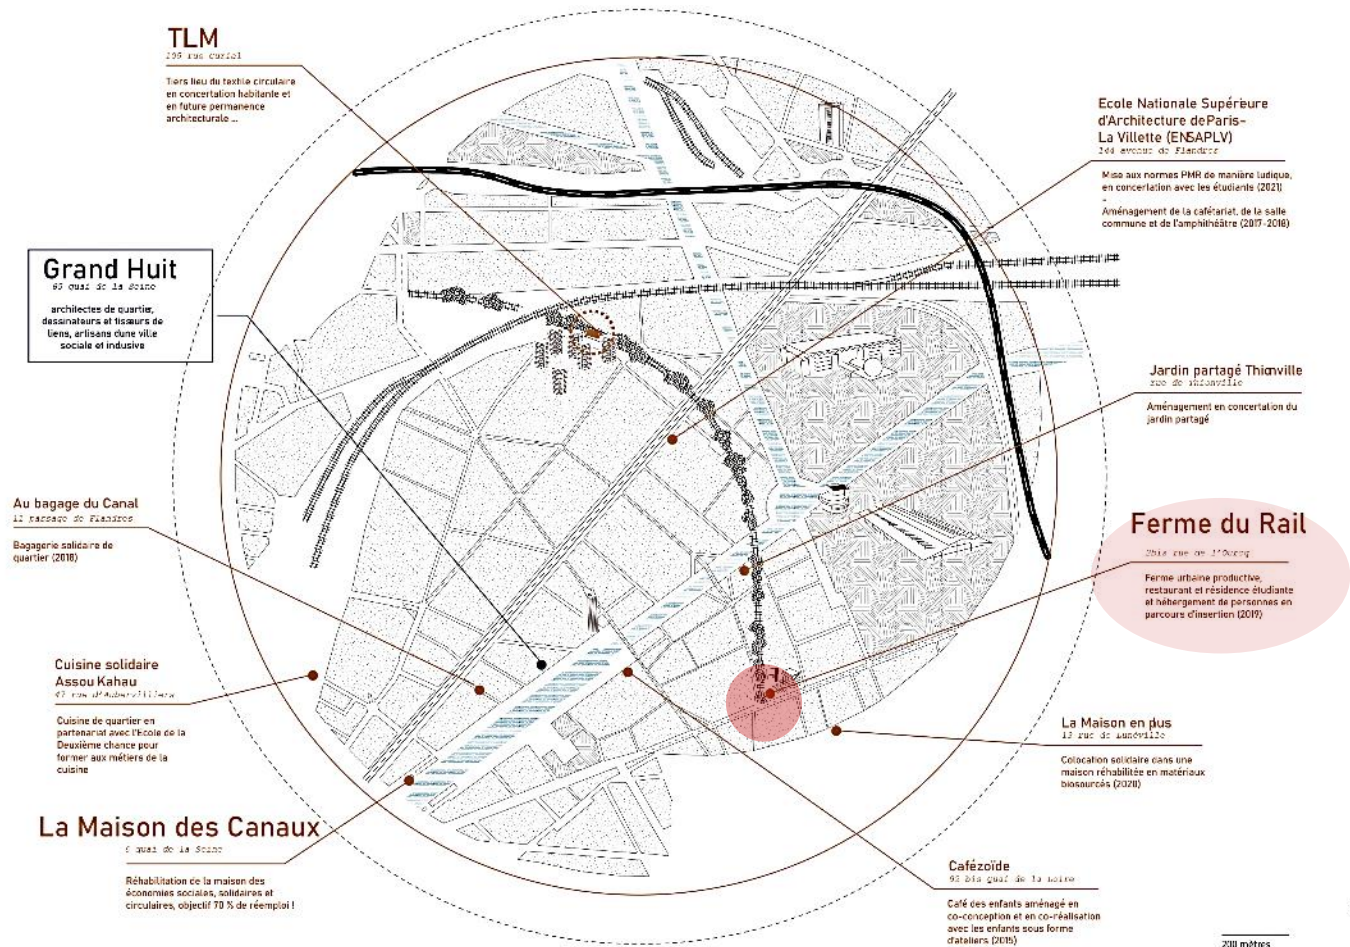 TLM
105 rue curial
Tiers lieu du textile circulaire
en concertation habitante et
en future permanence
architecturale ...
Ecole Nationale Supérieure
d'Architecture de Paris-
La Villette (ENSAPLV)
144 avenue de Flandres
Mise aux normes PMR de manière ludique,
en concertation avec les étudiants (2021)
-
Aménagement de la cafétariat, de la salle
commune et de l'amphithéâtre (2017-2018)
Grand Huit
69 quai de la Seine
architectes de quartier,
dessinateurs et tisseurs de
liens, artisans dune ville
sociale et inclusive
Jardin partagé Thionville
rue de Thionville
Aménagement en concertation du
jardin partagé
Au bagage du Canal
12 passage de Flandres
Bagagerie solidaire de
quartier (2018)
Ferme du Rail
2bis rue de l'Ourcq
Ferme urbaine productive,
restaurant et résidence étudiante
et hébergement de personnes en
parcours d'insertion (2019)
Cuisine solidaire
Assou Kahau
47 rue d'Aubervilliers
Cuisine de quartier en
partenariat avec l'Ecole de la
Deuxième chance pour
former aux métiers de la
cuisine
La Maison en plus
13 rue de Lunéville
Colocation solidaire dans une
maison réhabilitée en matériaux
biosourcés (2020)
La Maison des Canaux
6 quai de la Seine
Réhabilitation de la maison des
économies sociales, solidaires et
circulaires, objectif 70 % de réemploi !
Cafézoïde
92 bis quai de la Loire
Café des enfants aménagé en
co-conception et en co-réalisation
avec les enfants sous forme
d'ateliers (2015)
200 mètres